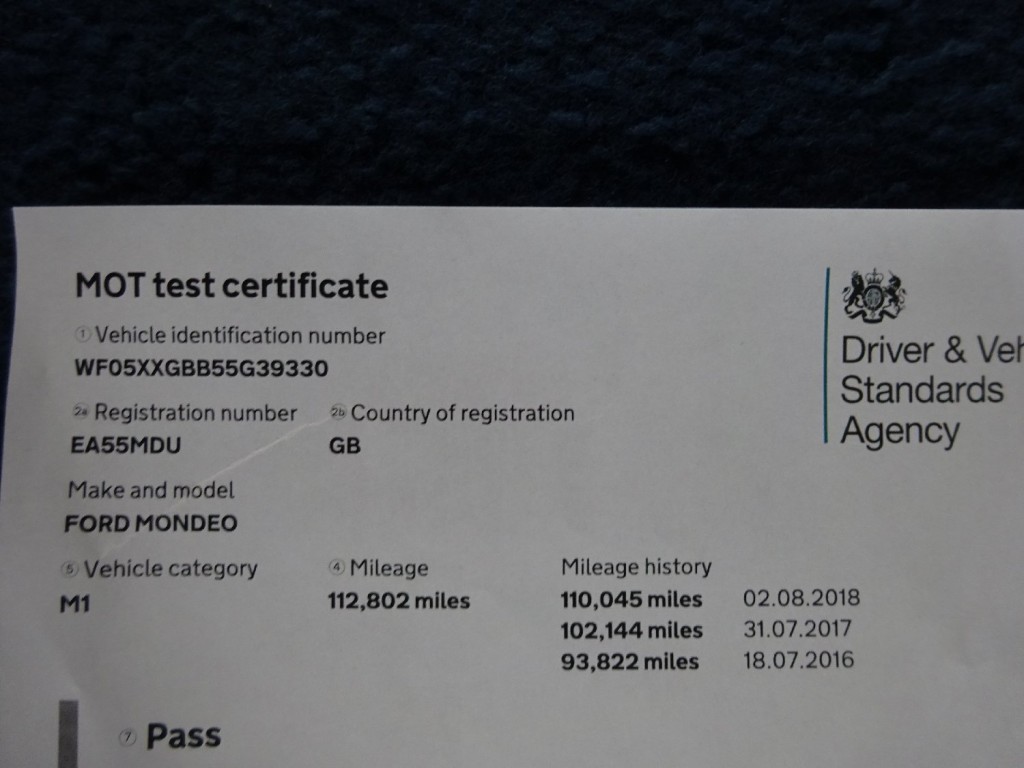 MOT test certificate
1 Vehicle identification number
WF05XXGBB55G39330
2a Registration number 2b Country of registration
EA55MDU GB
Make and model
FORD MONDEO
5 Vehicle category 4 Mileage Mileage history
M1 112,802 miles 110,045 miles 02.08.2018
102,144 miles 31.07.2017
93,822 miles 18.07.2016
7 Pass
Driver & Veh
Standards
Agency